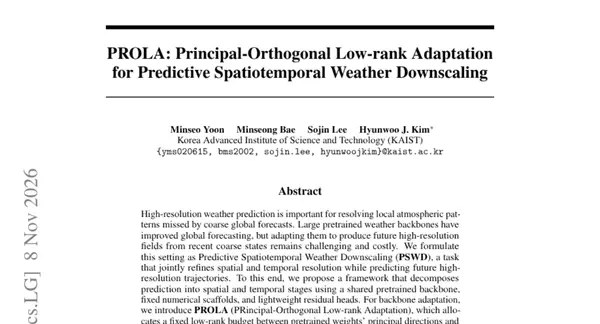 PROLA: Principal-Orthogonal Low-rank Adaptation
for Predictive Spatiotemporal Weather Downscaling
Minseo Yoon Minseong Bae Sojin Lee Hyunwoo J. Kim*
Korea Advanced Institute of Science and Technology (KAIST)
{yms020615, bms2002, sojin.lee, hyunwoojkim}@kaist.ac.kr
Abstract
High-resolution weather prediction is important for resolving local atmospheric pat-
terns missed by coarse global forecasts. Large pretrained weather backbones have
improved global forecasting, but adapting them to produce future high-resolution
fields from recent coarse states remains challenging and costly. We formulate
this setting as Predictive Spatiotemporal Weather Downscaling (PSWD), a task
that jointly refines spatial and temporal resolution while predicting future high-
resolution trajectories. To this end, we propose a framework that decomposes
prediction into spatial and temporal stages using a shared pretrained backbone,
fixed numerical scaffolds, and lightweight residual heads. For backbone adaptation,
we introduce PROLA (PRincipal-Orthogonal Low-rank Adaptation), which allo-
cates a fixed low-rank budget between pretrained weights' principal directions and
cs.LG] 8 Nov 2026